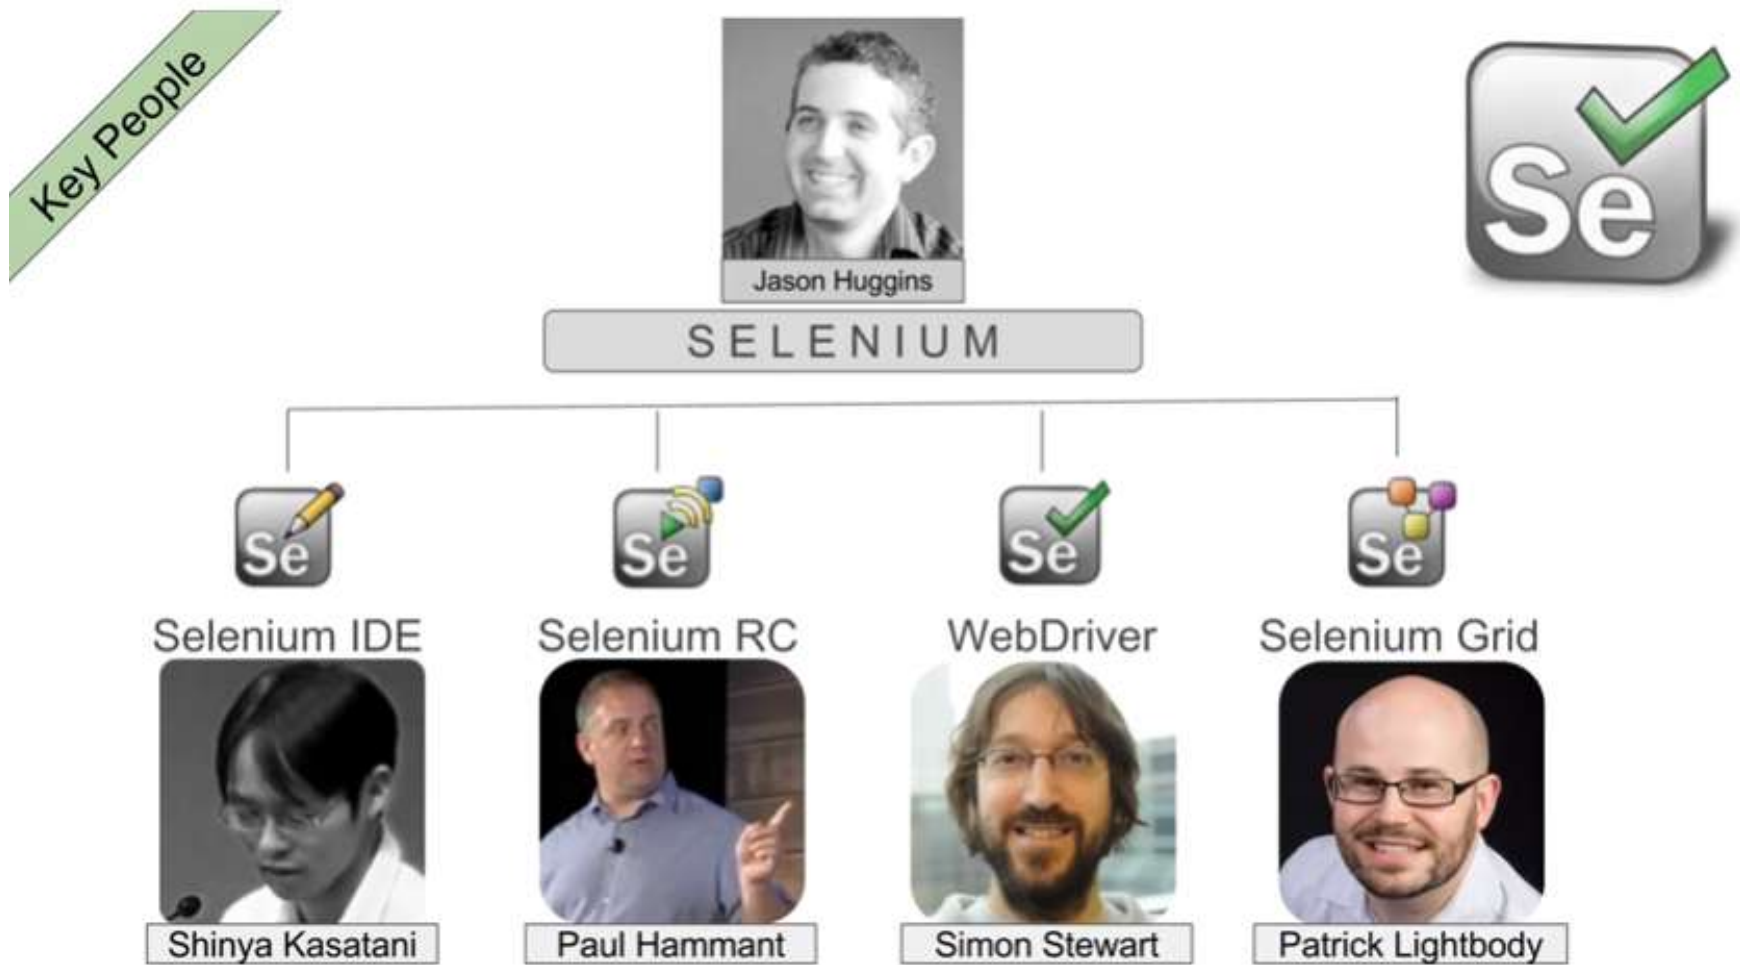 Key People
Se
Jason Huggins
SELENIUM
Se
Se
Se
Se
Selenium IDE
Selenium RC
WebDriver
Selenium Grid
Shinya Kasatani
Paul Hammant
Simon Stewart
Patrick Lightbody